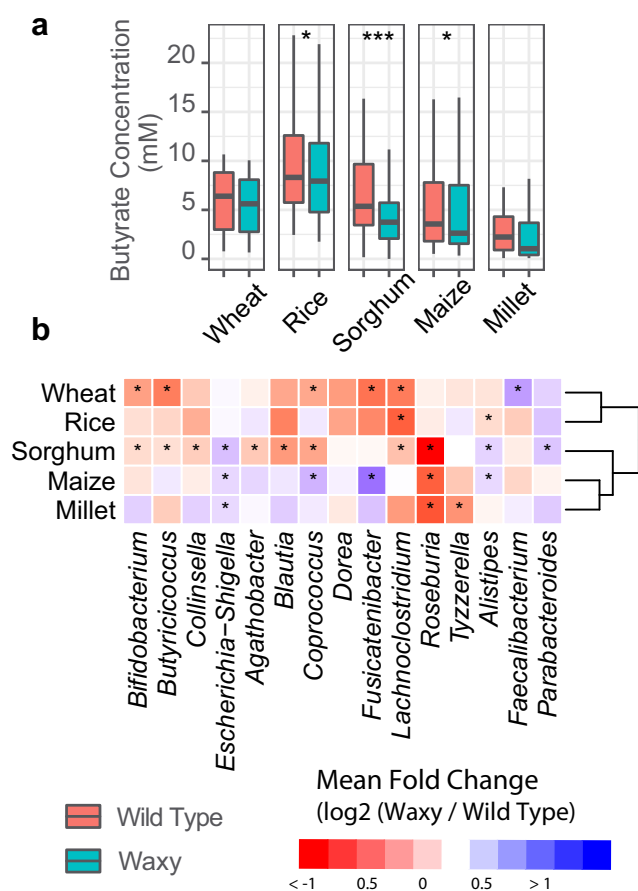 a
Butyrate Concentration
(mM)
20
15
10
5
0
* *** *
Wheat Rice Sorghum Maize Millet
b
Wheat * * * * * *
Rice * *
Sorghum * * * * * * * * * * *
Maize * * * * *
Millet * * *
Bifidobacterium
Butyricicoccus
Collinsella
Escherichia−Shigella
Agathobacter
Blautia
Coprococcus
Dorea
Fusicatenibacter
Lachnoclostridium
Roseburia
Tyzzerella
Alistipes
Faecalibacterium
Parabacteroides
Wild Type
Waxy
Mean Fold Change
(log2 (Waxy / Wild Type)
< -1 0.5 0 0.5 >1